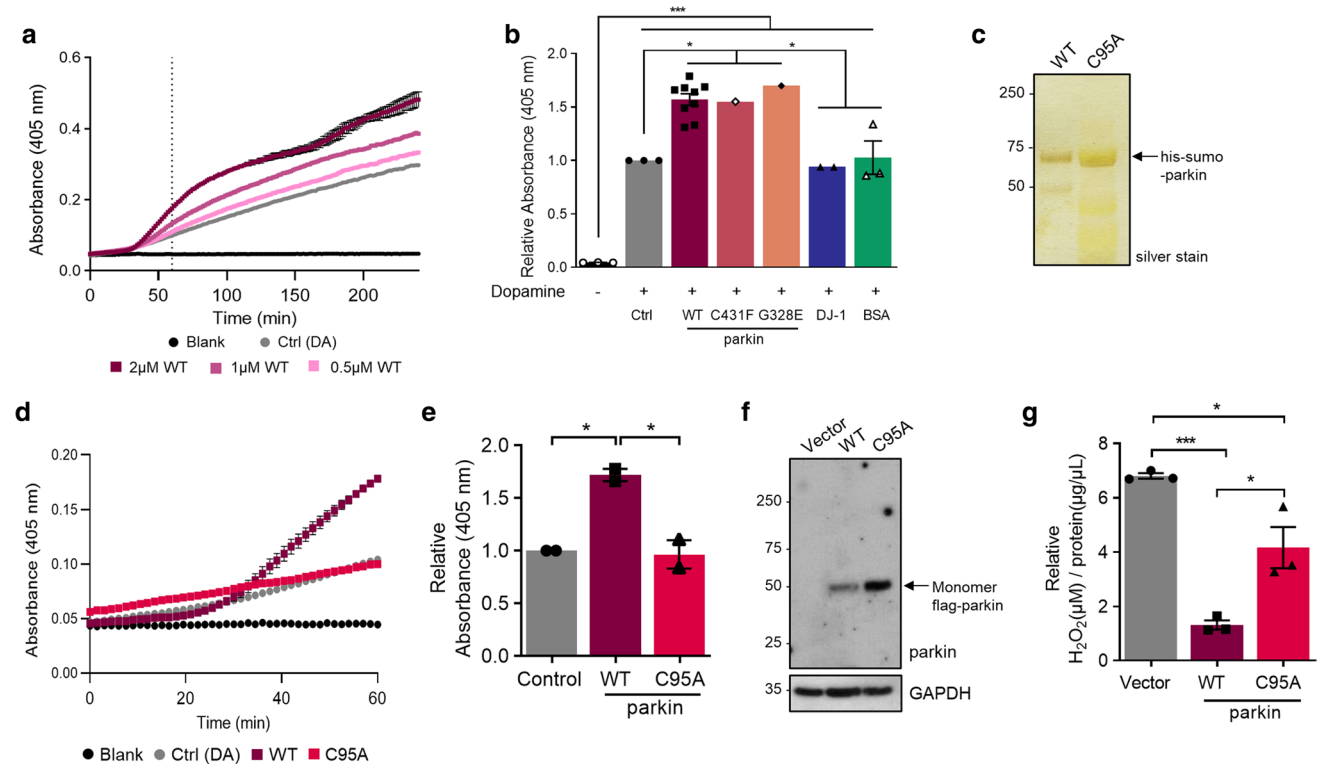 a
0.6
0.4
0.2
0.0
Absorbance (405 nm)
0 50 100 150 200
Time (min)
Blank Ctrl (DA)
2μM WT 1μM WT 0.5μM WT
b
***
* *
2.0
1.5
1.0
0.5
0.0
Relative Absorbance (405 nm)
Dopamine - + + + + + +
Ctrl WT C431F G328E DJ-1 BSA
parkin
c
WT C95A
250
75
50
his-sumo
-parkin
silver stain
d
0.20
0.15
0.10
0.05
0.00
Absorbance (405 nm)
0 20 40 60
Time (min)
Blank Ctrl (DA) WT C95A
e
* *
2.0
1.5
1.0
0.5
0.0
Relative
Absorbance (405 nm)
Control WT C95A
parkin
f
Vector WT C95A
250
75
50
25
Monomer
flag-parkin
parkin
35
GAPDH
g
*
***
*
8
6
4
2
0
Relative
H₂O₂(μM) / protein(μg/μL)
Vector WT C95A
parkin